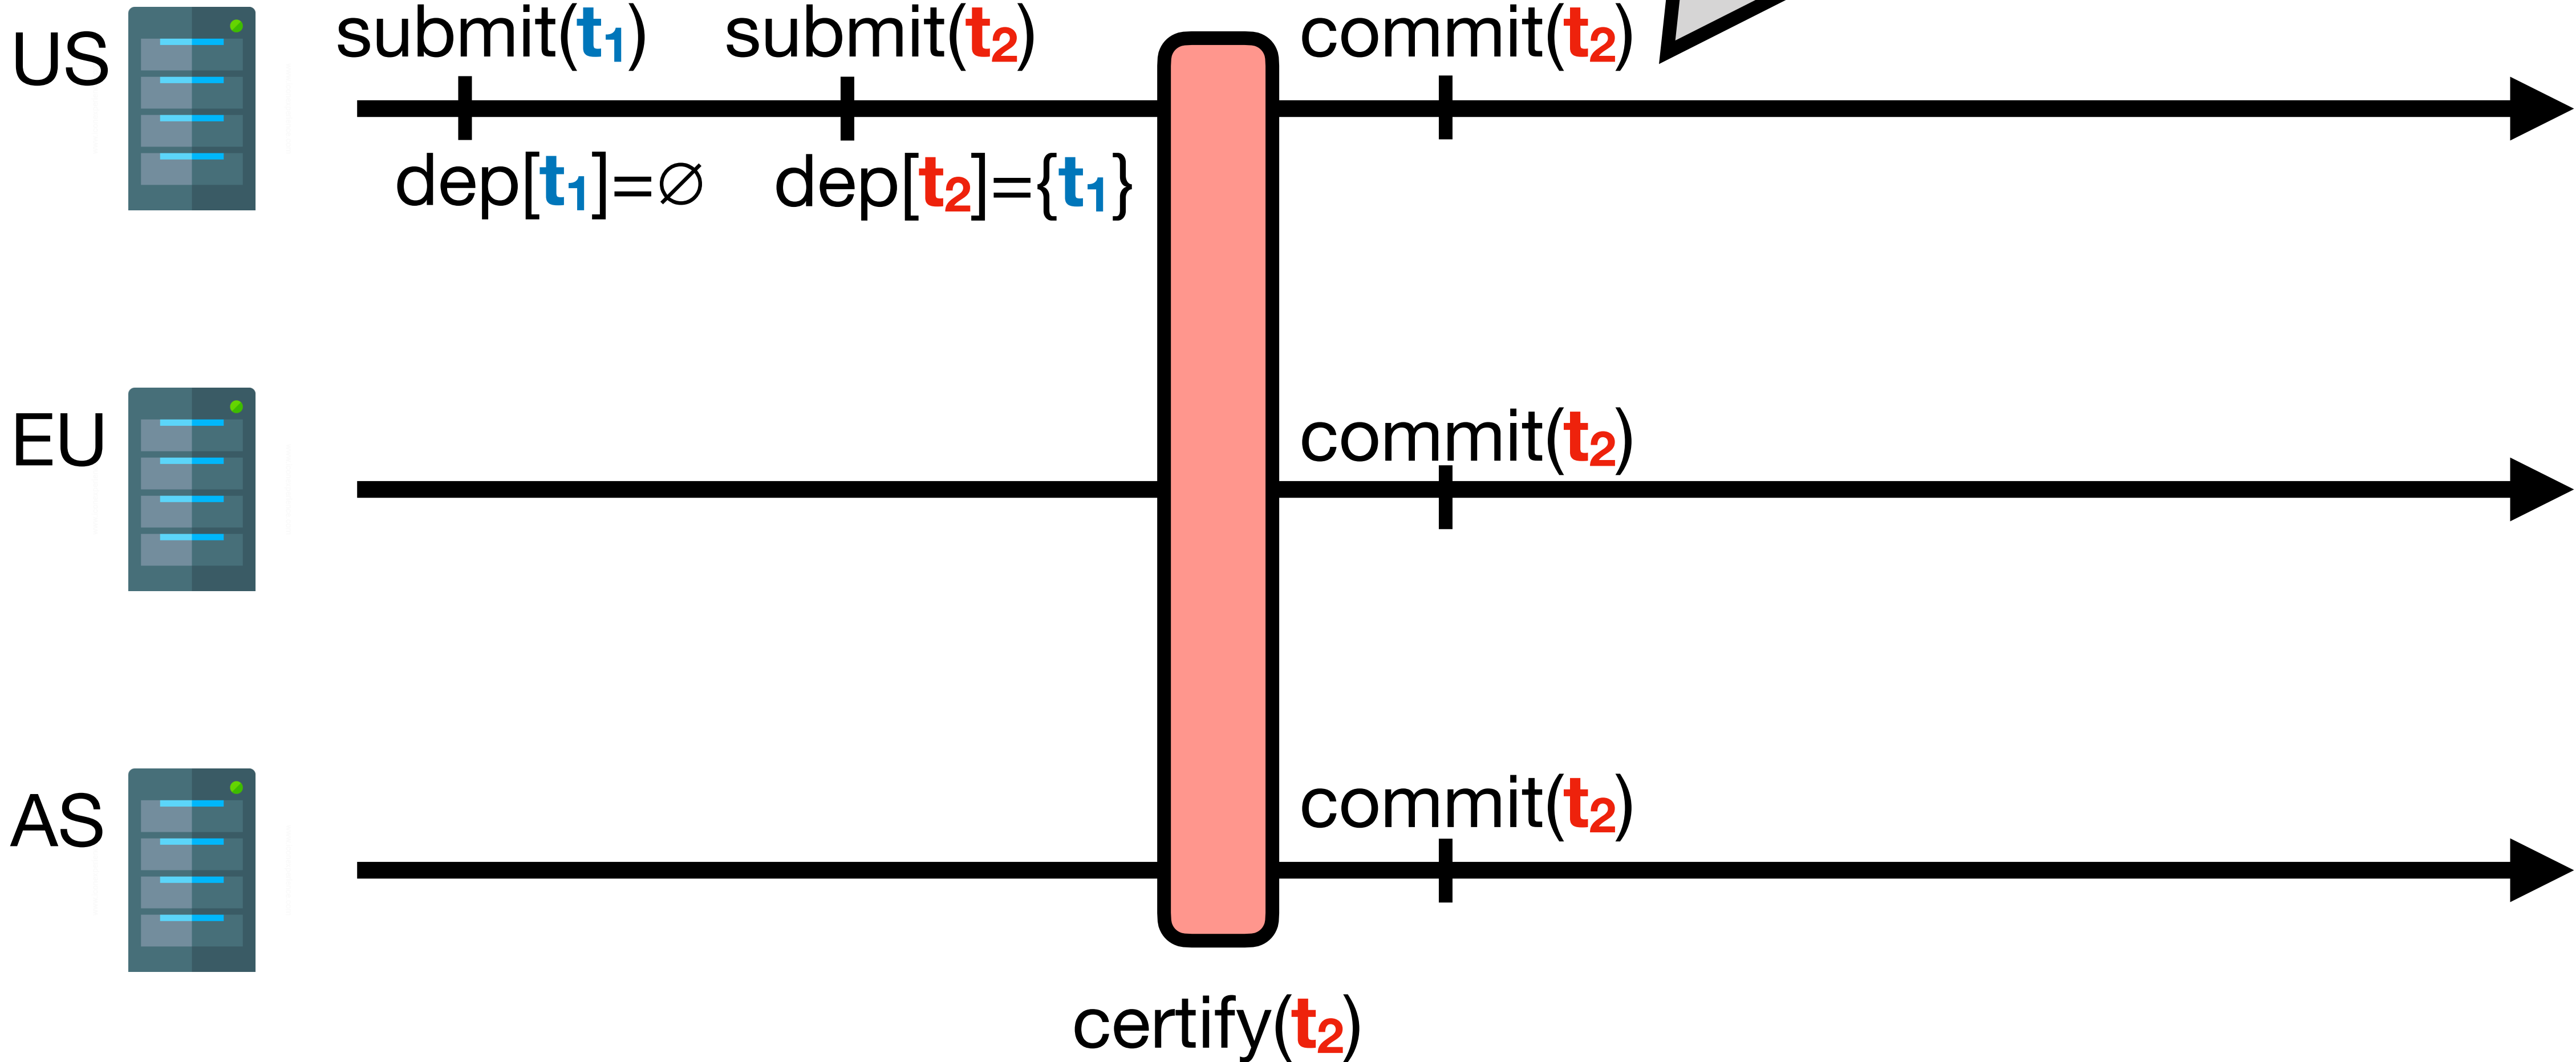 US
submit(t₁) submit(t₂) commit(t₂)
dep[t₁]=∅ dep[t₂]={t₁}
EU
commit(t₂)
AS
commit(t₂)
certify(t₂)